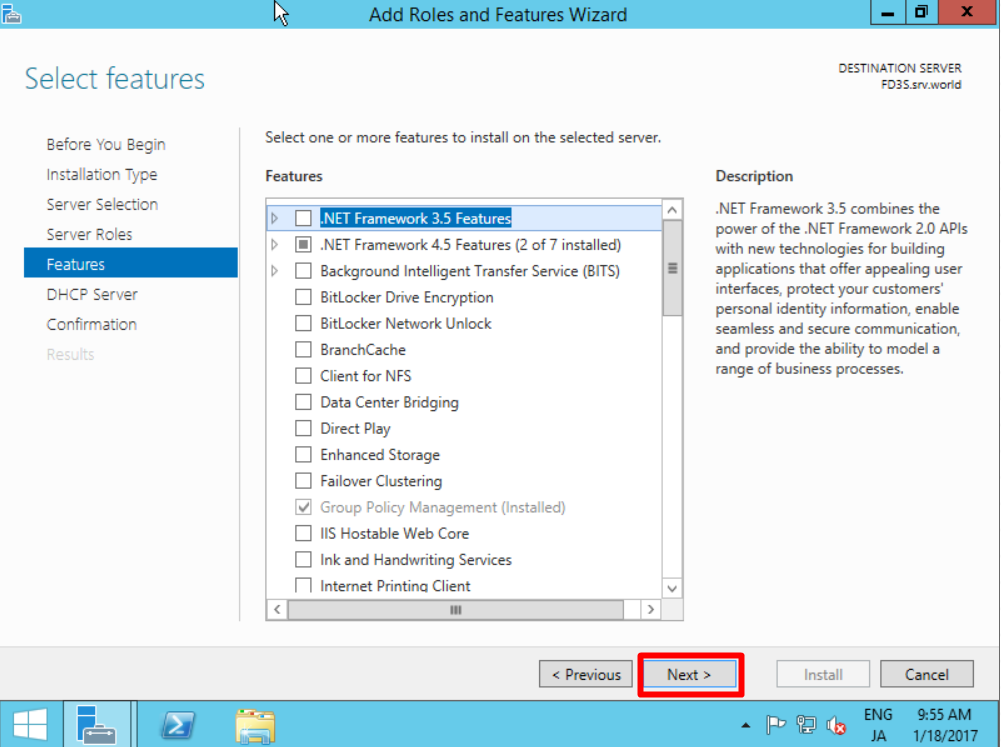 Add Roles and Features Wizard
Select features
DESTINATION SERVER
FD3S.srv.world
Before You Begin
Installation Type
Server Selection
Server Roles
Features
DHCP Server
Confirmation
Results
Select one or more features to install on the selected server.
Features
.NET Framework 3.5 Features
.NET Framework 4.5 Features (2 of 7 installed)
Background Intelligent Transfer Service (BITS)
BitLocker Drive Encryption
BitLocker Network Unlock
BranchCache
Client for NFS
Data Center Bridging
Direct Play
Enhanced Storage
Failover Clustering
Group Policy Management (Installed)
IIS Hostable Web Core
Ink and Handwriting Services
Internet Printing Client
Description
.NET Framework 3.5 combines the
power of the .NET Framework 2.0 APIs
with new technologies for building
applications that offer appealing user
interfaces, protect your customers'
personal identity information, enable
seamless and secure communication,
and provide the ability to model a
range of business processes.
< Previous
Next >
Install
Cancel
ENG
JA
9:55 AM
1/18/2017